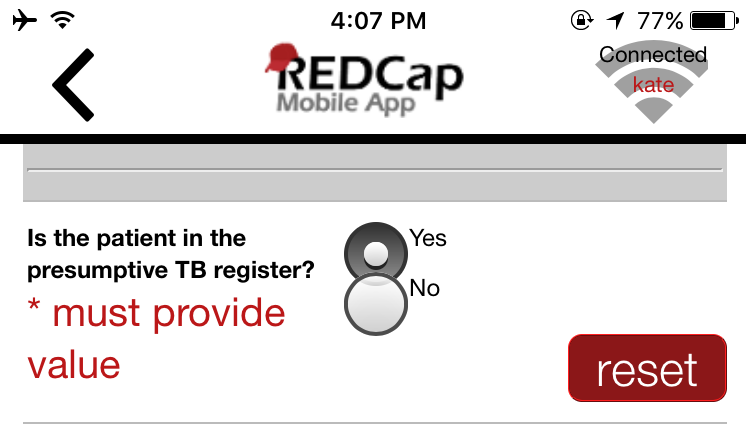 4:07 PM
77%
REDCap
Mobile App
Connected
kate
Is the patient in the
presumptive TB register?
* must provide
value
Yes
No
reset